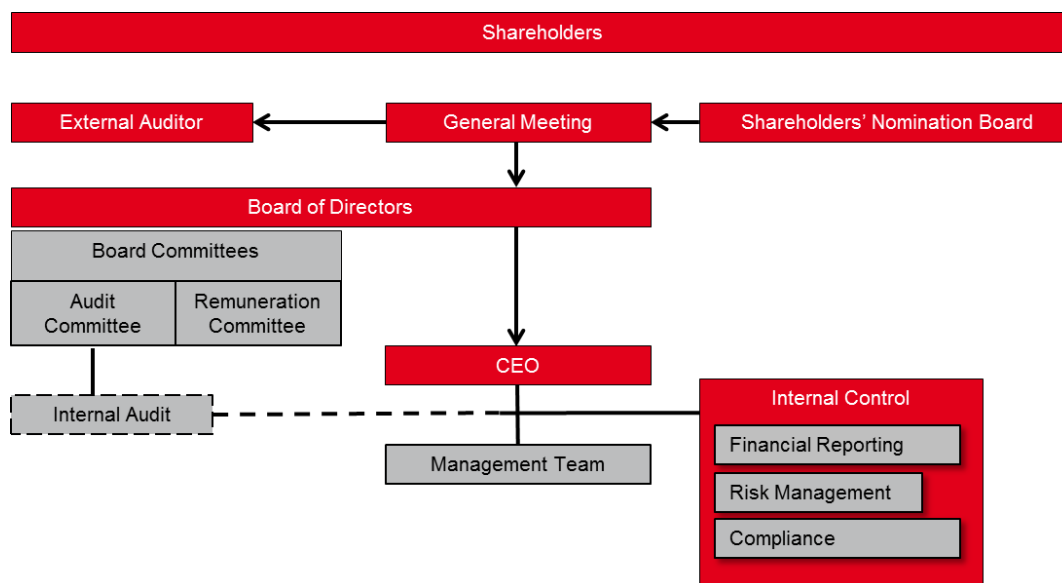 Shareholders
External Auditor
General Meeting
Shareholders’ Nomination Board
Board of Directors
Board Committees
Audit
Committee
Remuneration
Committee
CEO
Internal Audit
Internal Control
Financial Reporting
Management Team
Risk Management
Compliance